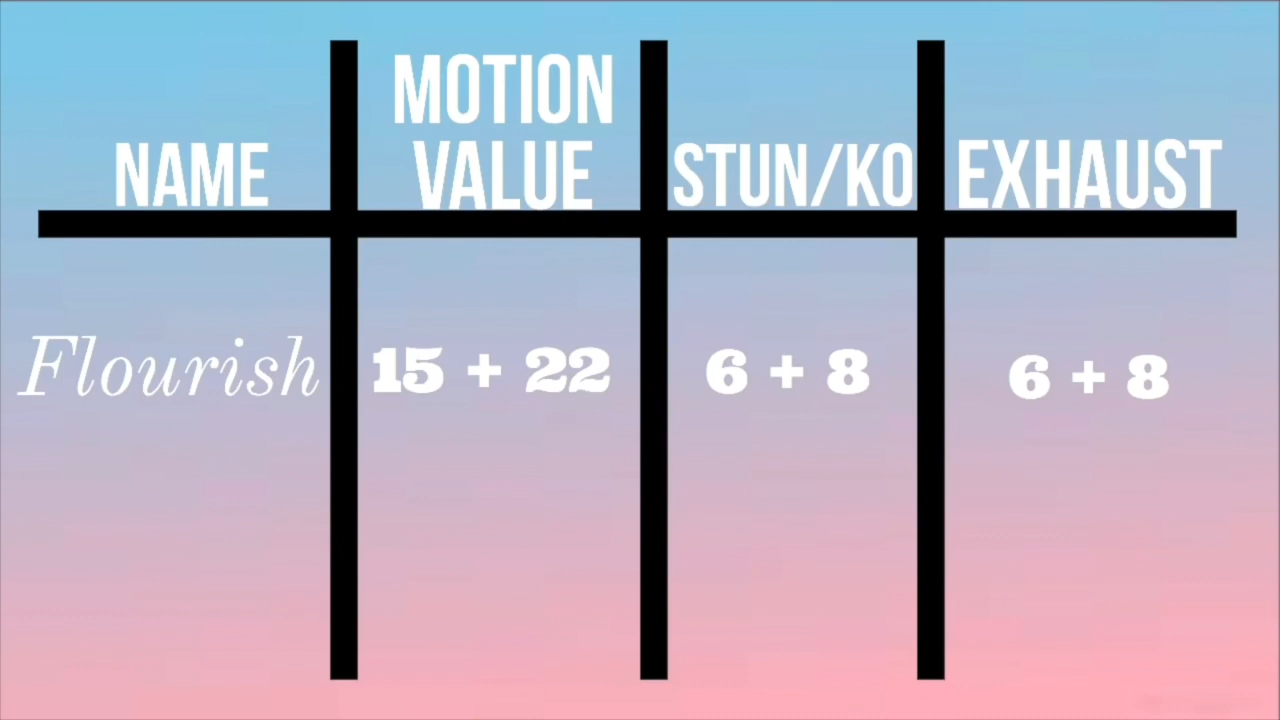 MOTION
NAME VALUE STUN/KO EXHAUST
Flourish 15 + 22 6 + 8 6 + 8